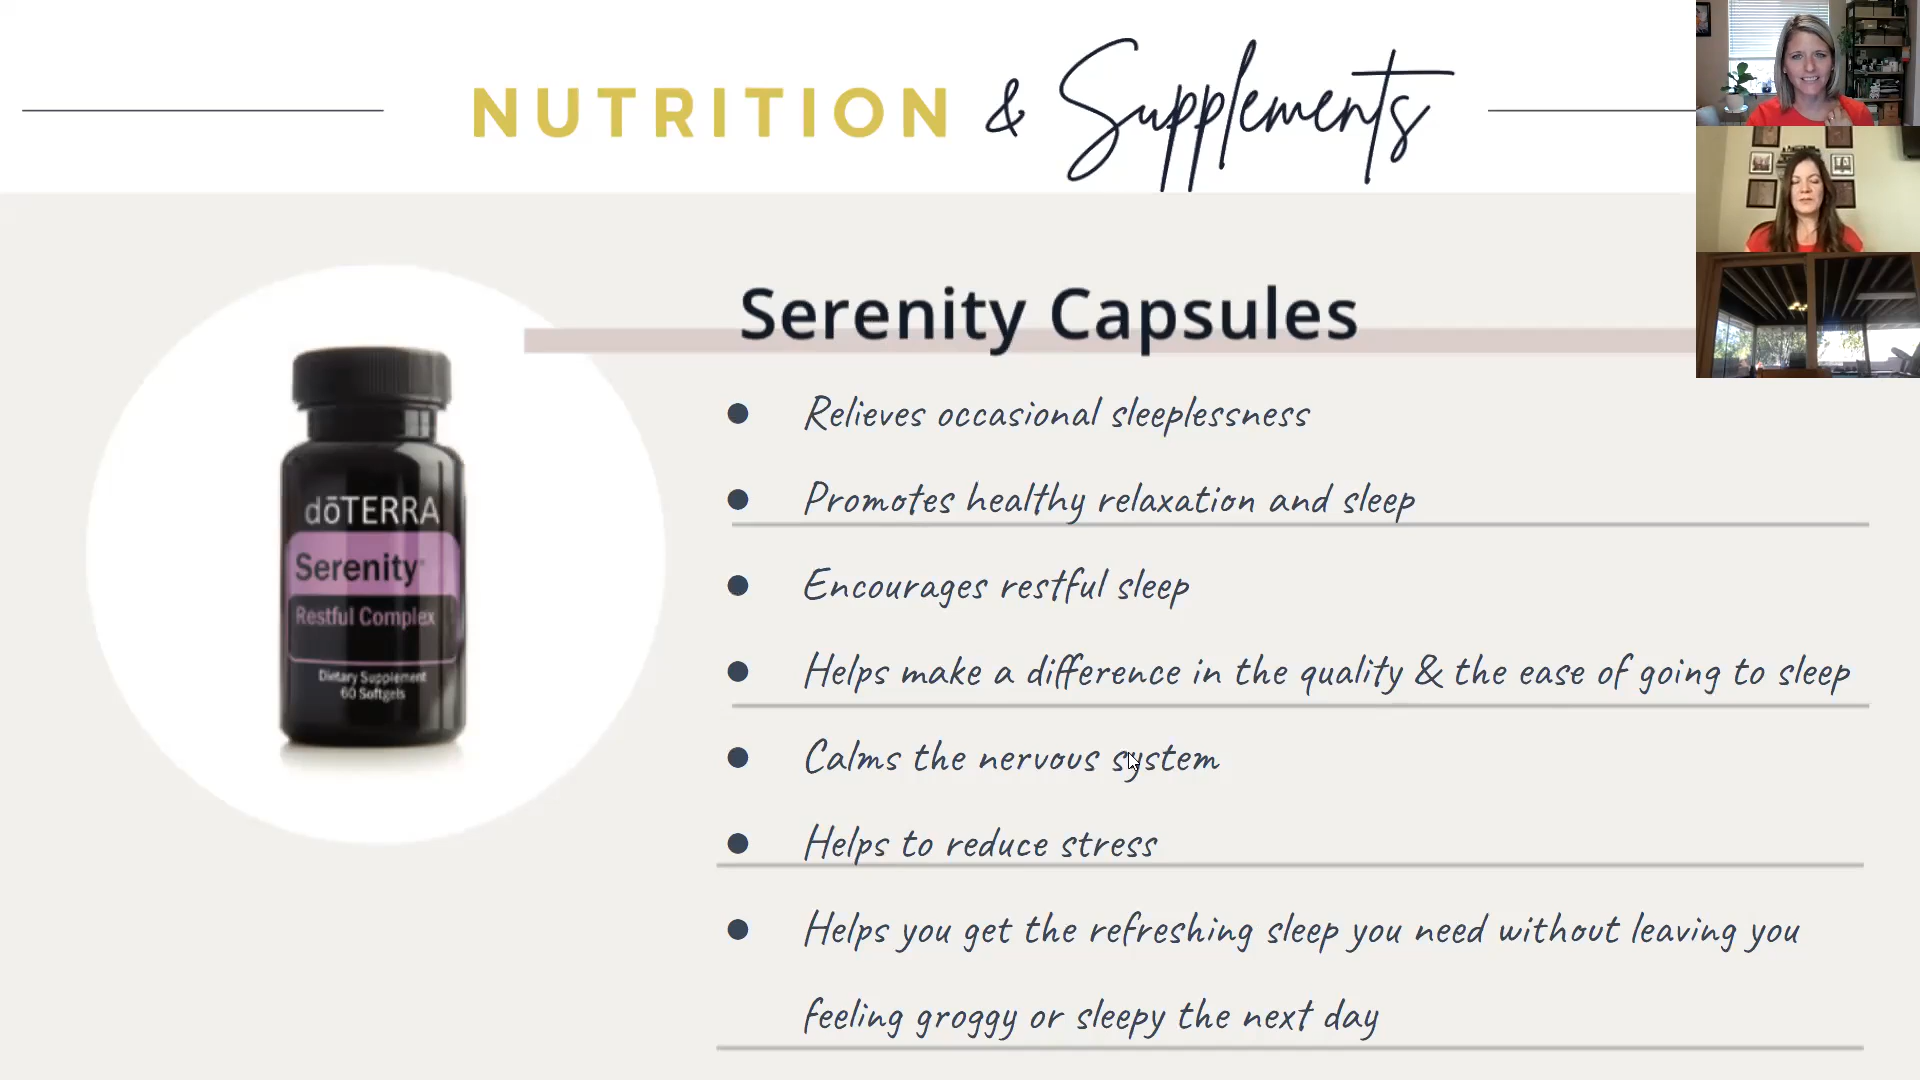 NUTRITION & Supplements
Serenity Capsules
● Relieves occasional sleeplessness
● Promotes healthy relaxation and sleep
● Encourages restful sleep
● Helps make a difference in the quality & the ease of going to sleep
● Calms the nervous system
● Helps to reduce stress
● Helps you get the refreshing sleep you need without leaving you
feeling groggy or sleepy the next day
dōTERRA
Serenity
Restful Complex
Dietary Supplement
60 Softgels